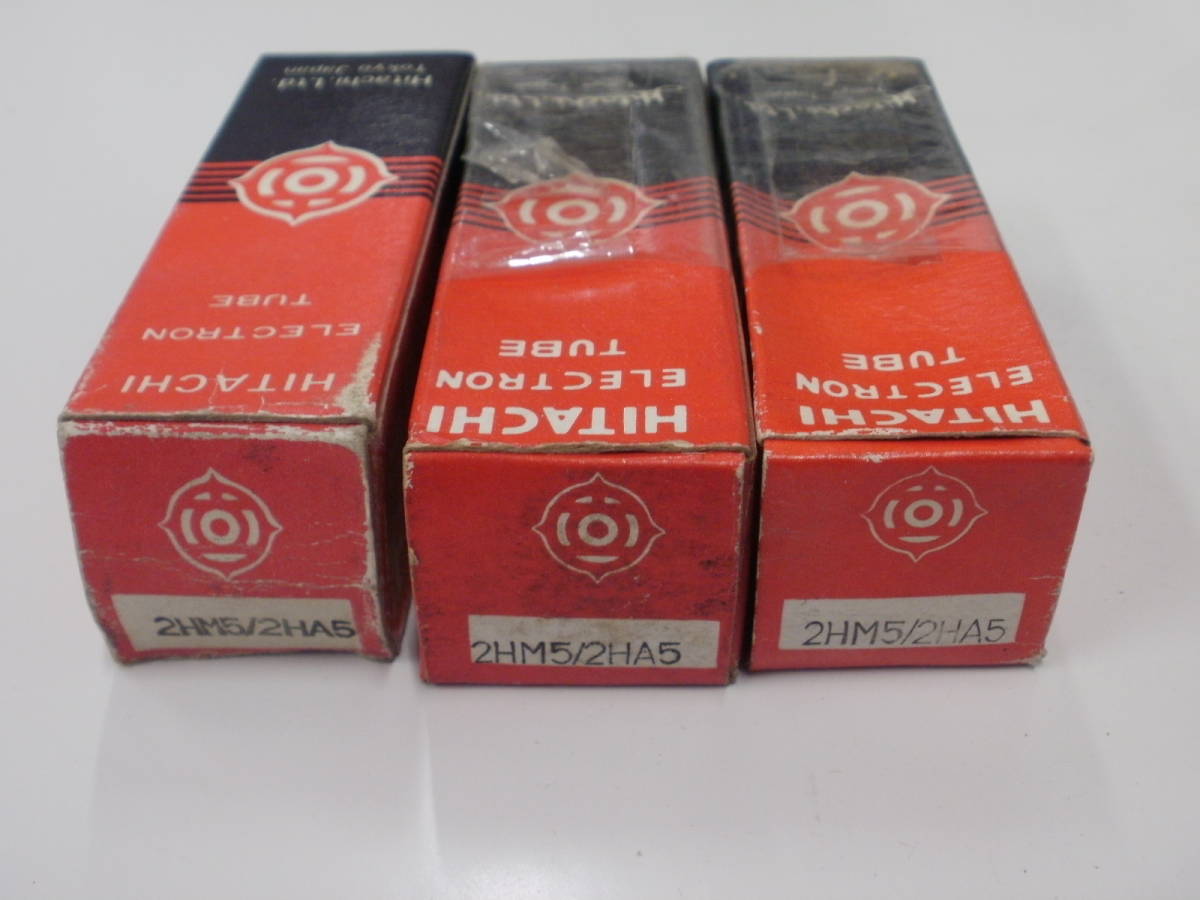 Hitachi, Ltd.
Tokyo Japan
HITACHI
ELECTRON
TUBE
2HM5/2HA5
HITACHI
ELECTRON
TUBE
2HM5/2HA5
HITACHI
ELECTRON
TUBE
2HM5/2HA5